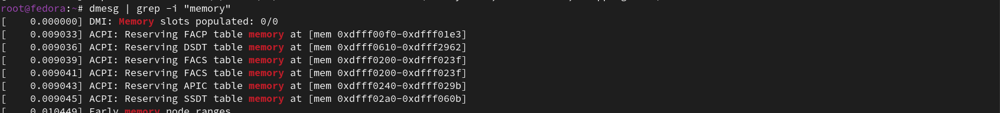 root@fedora:~# dmesg | grep -i "memory"
[    0.000000] DMI: Memory slots populated: 0/0
[    0.009033] ACPI: Reserving FACP table memory at [mem 0xdfff00f0-0xdfff01e3]
[    0.009036] ACPI: Reserving DSDT table memory at [mem 0xdfff0610-0xdfff2962]
[    0.009039] ACPI: Reserving FACS table memory at [mem 0xdfff0200-0xdfff023f]
[    0.009041] ACPI: Reserving FACS table memory at [mem 0xdfff0200-0xdfff023f]
[    0.009043] ACPI: Reserving APIC table memory at [mem 0xdfff0240-0xdfff029b]
[    0.009045] ACPI: Reserving SSDT table memory at [mem 0xdfff02a0-0xdfff060b]
[    0.010449] Early memory node ranges